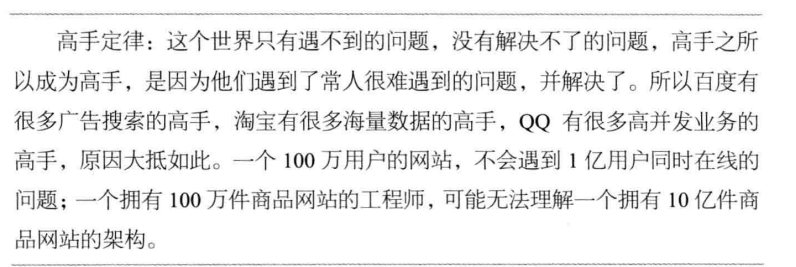 高手定律：这个世界只有遇不到的问题，没有解决不了的问题，高手之所
以成为高手，是因为他们遇到了常人很难遇到的问题，并解决了。所以百度有
很多广告搜索的高手，淘宝有很多海量数据的高手，QQ 有很多高并发业务的
高手，原因大抵如此。一个 100 万用户的网站，不会遇到 1 亿用户同时在线的
问题；一个拥有 100 万件商品网站的工程师，可能无法理解一个拥有 10 亿件商
品网站的架构。